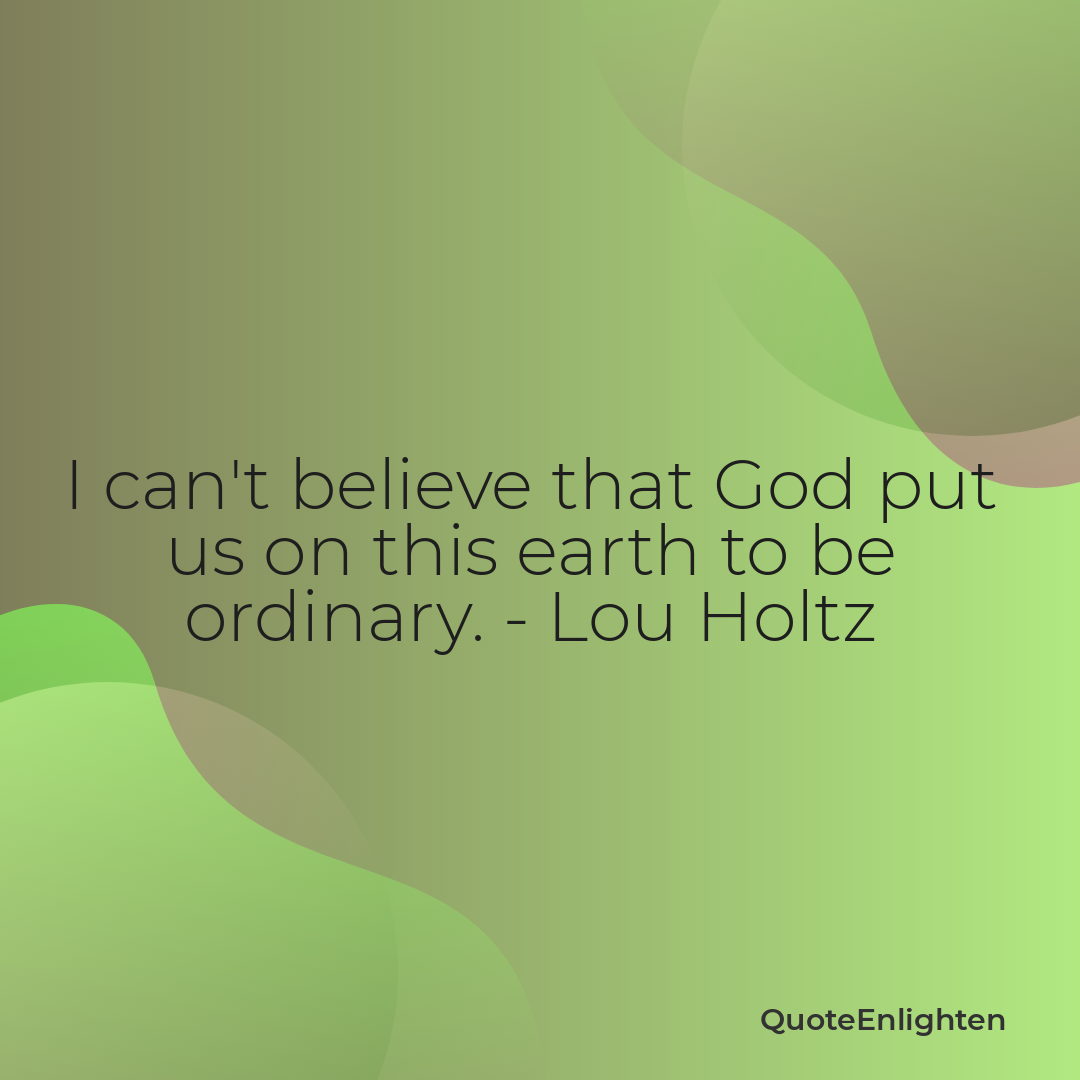 I can't believe that God put
us on this earth to be
ordinary. - Lou Holtz
QuoteEnlighten